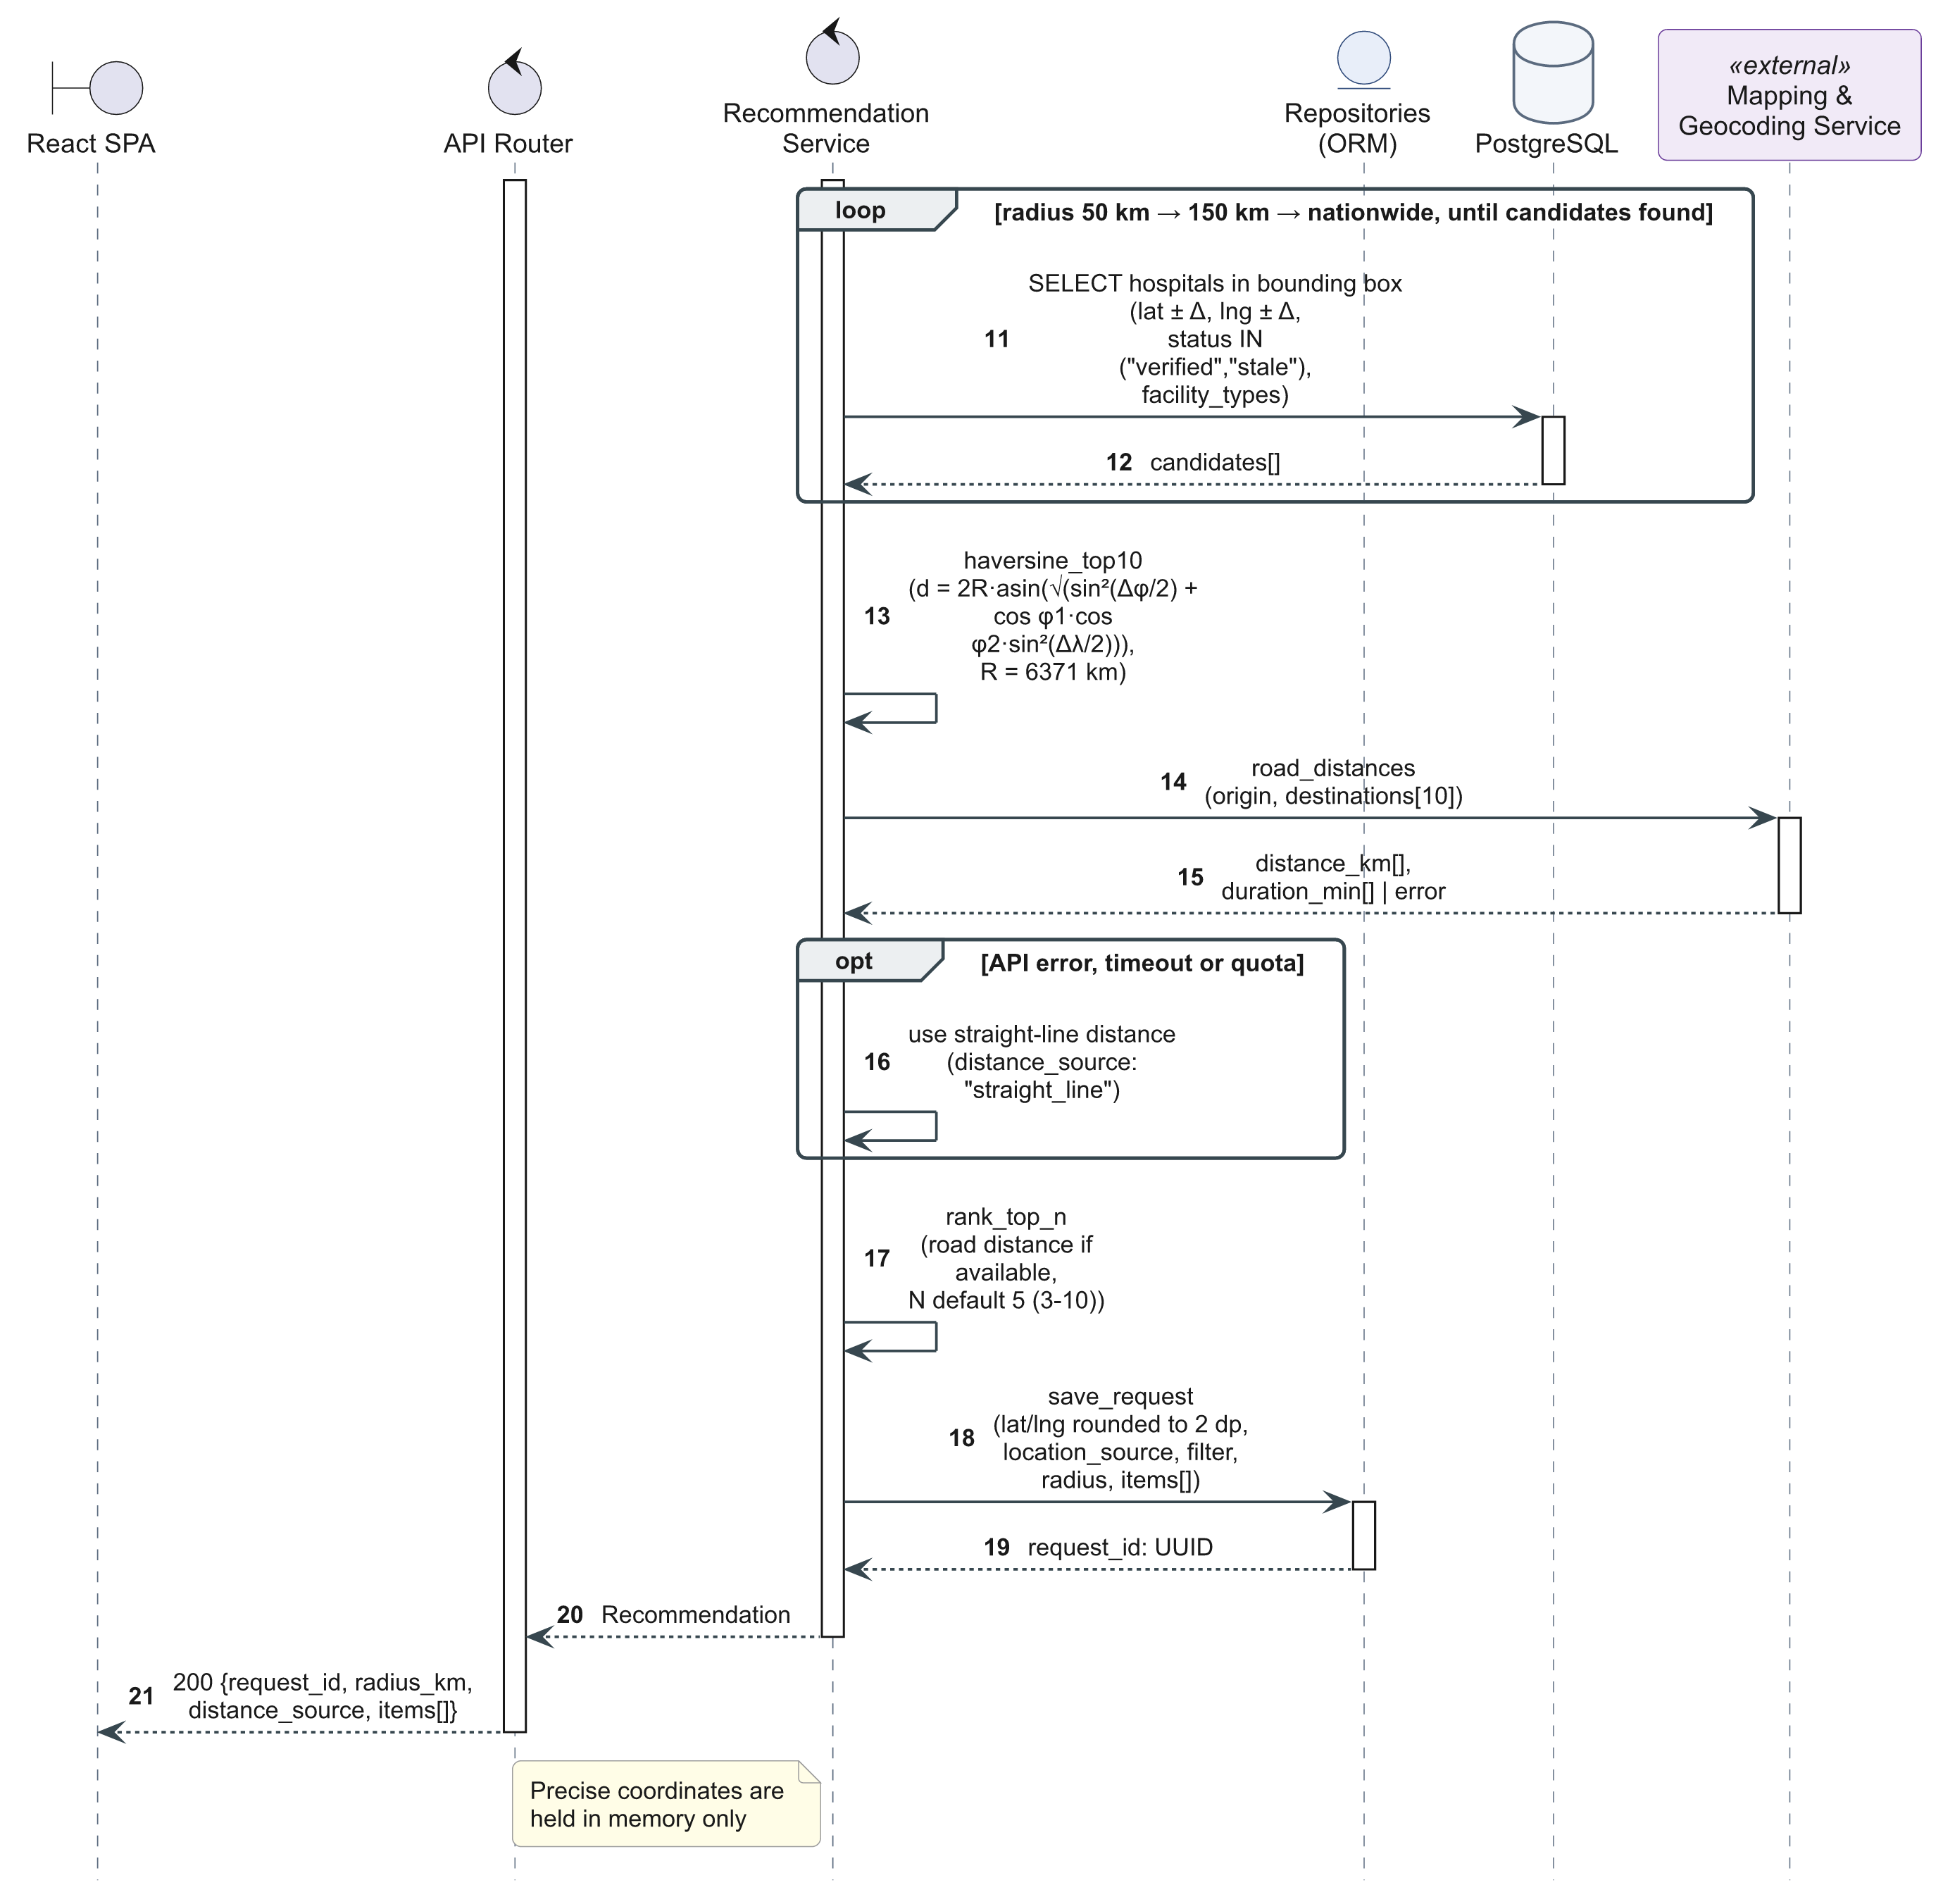 React SPA
API Router
Recommendation
Service
Repositories
(ORM)
PostgreSQL
«external»
Mapping &
Geocoding Service
loop
[radius 50 km → 150 km → nationwide, until candidates found]
SELECT hospitals in bounding box
(lat ± Δ, lng ± Δ,
11 status IN
("verified","stale"),
facility_types)
12 candidates[]
haversine_top10
(d = 2R·asin(√(sin²(Δφ/2) +
13 cos φ1·cos
φ2·sin²(Δλ/2))),
R = 6371 km)
14 road_distances
(origin, destinations[10])
15 distance_km[],
duration_min[] | error
opt
[API error, timeout or quota]
use straight-line distance
16 (distance_source:
"straight_line")
rank_top_n
(road distance if
17 available,
N default 5 (3-10))
save_request
(lat/lng rounded to 2 dp,
18 location_source, filter,
radius, items[])
19 request_id: UUID
20 Recommendation
21 200 {request_id, radius_km,
distance_source, items[]}
Precise coordinates are
held in memory only